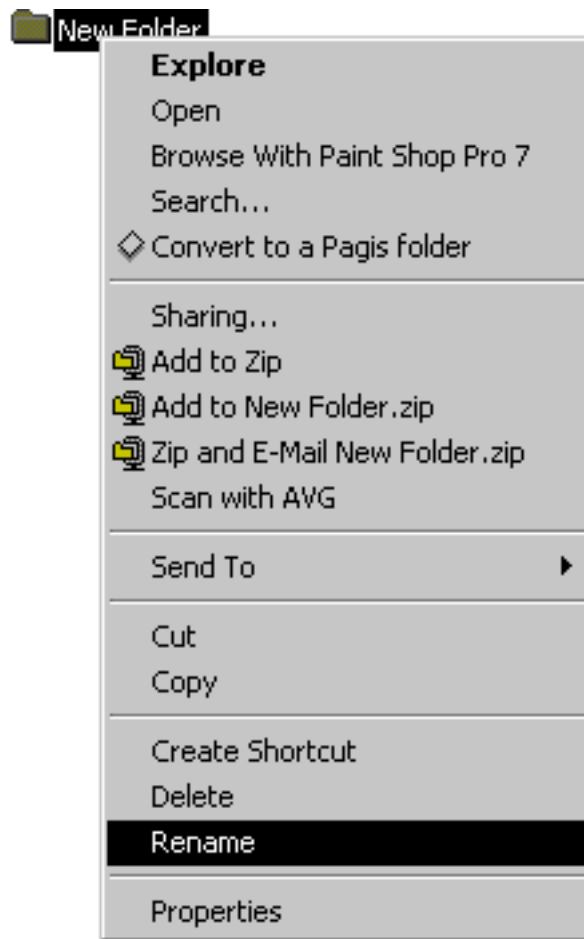 New Folder
Explore
Open
Browse With Paint Shop Pro 7
Search...
Convert to a Pagis folder
Sharing...
Add to Zip
Add to New Folder.zip
Zip and E-Mail New Folder.zip
Scan with AVG
Send To
Cut
Copy
Create Shortcut
Delete
Rename
Properties